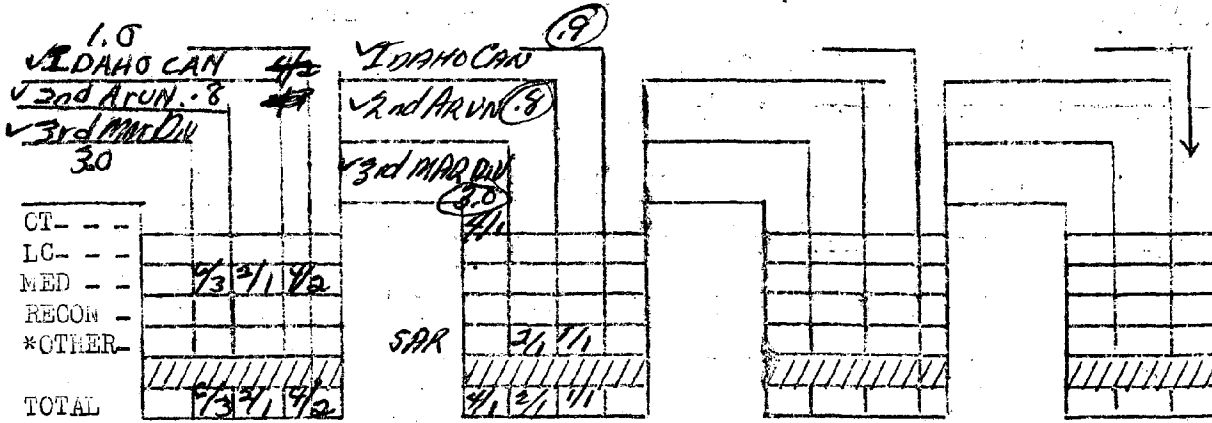 1.0 .9
✓IDAHO CAN 4/2 ✓IDAHO CAN
✓2nd ARUN .8 ✓2nd ARUN .8
✓3rd Mar Div ✓3rd MAR DIV
3.0 3.0
CT- - - 4/1
LC- - -
MED - - 6/3 2/1 4/2
RECON -
*OTHER- SAR 2/1 1/1
TOTAL 6/3 2/1 4/2 4/1 2/1 1/1